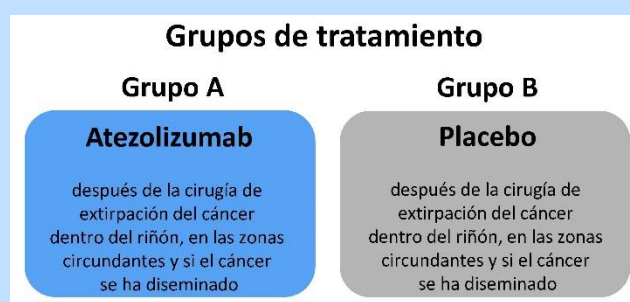 Grupos de tratamiento
Grupo A
Atezolizumab
después de la cirugía de
extirpación del cáncer
dentro del riñón, en las zonas
circundantes y si el cáncer
se ha diseminado
Grupo B
Placebo
después de la cirugía de
extirpación del cáncer
dentro del riñón, en las zonas
circundantes y si el cáncer
se ha diseminado